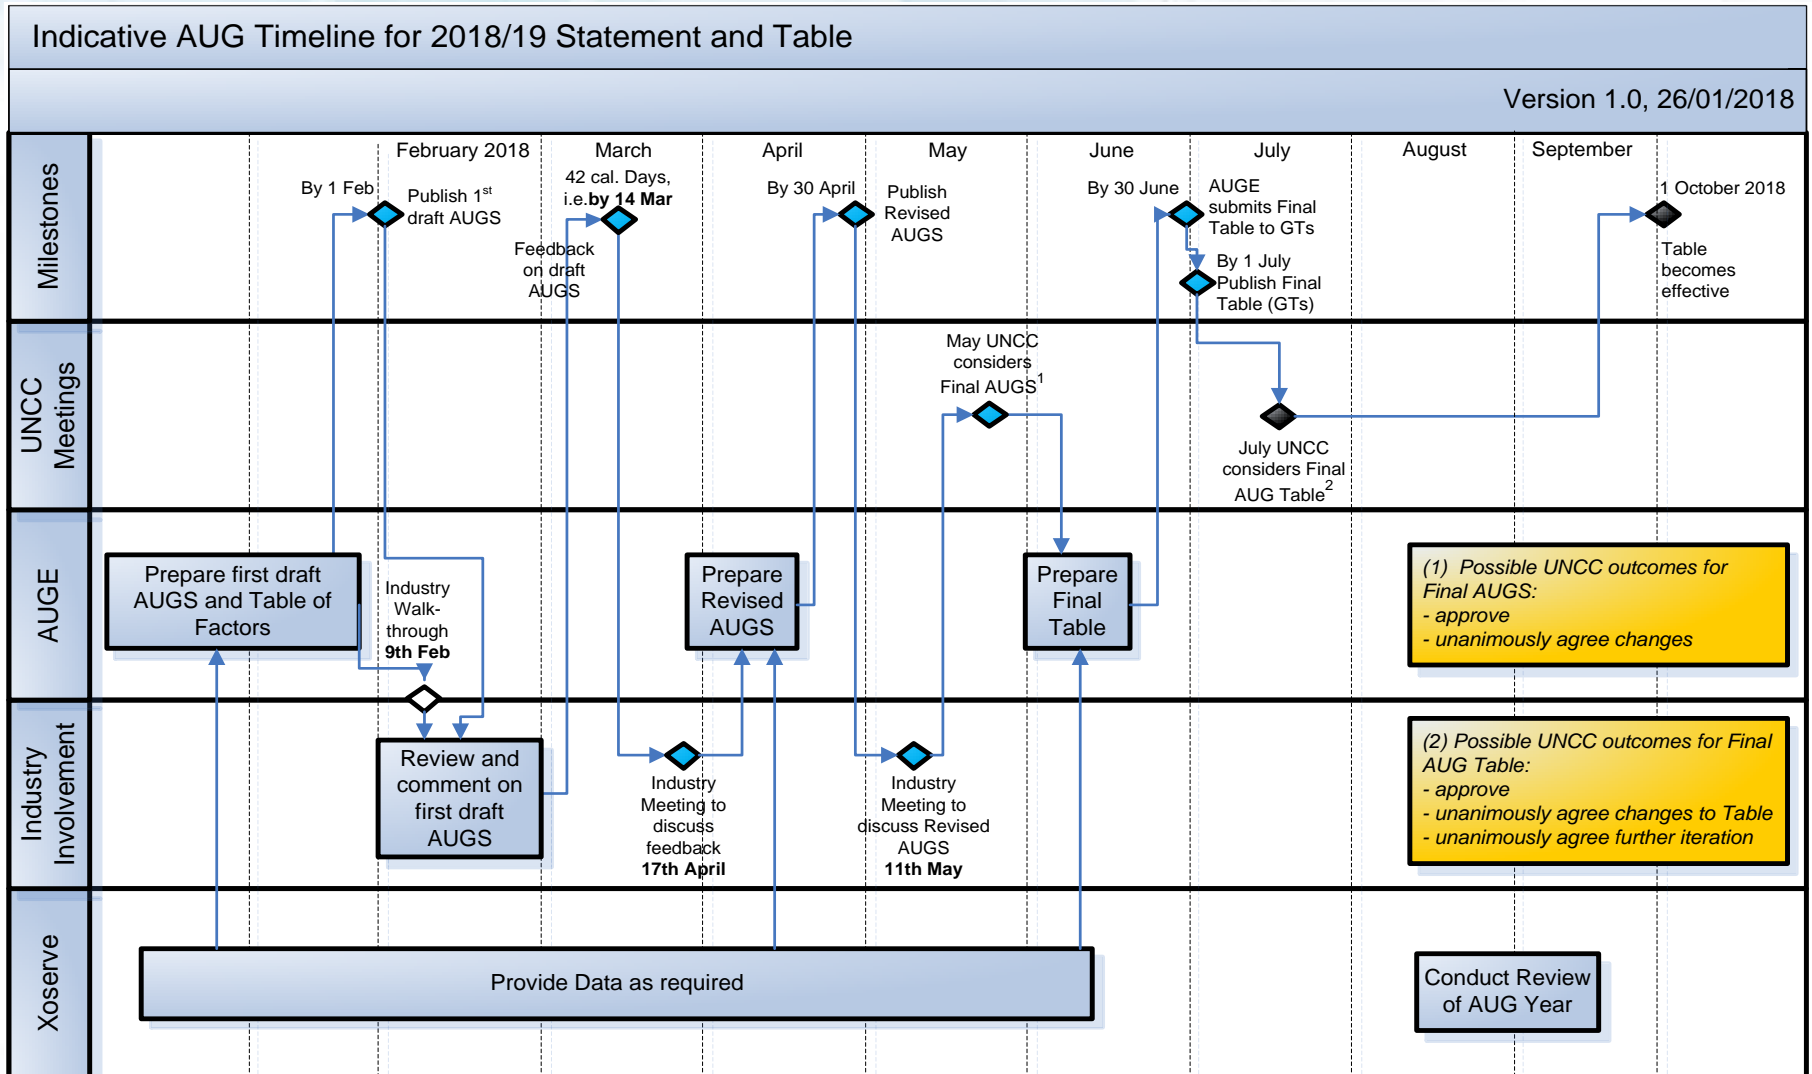 Indicative AUG Timeline for 2018/19 Statement and Table
Version 1.0, 26/01/2018
February 2018
March
April
May
June
July
August
September
Milestones
By 1 Feb
Publish 1st
draft AUGS
42 cal. Days,
i.e.by 14 Mar
Feedback
on draft
AUGS
By 30 April
Publish
Revised
AUGS
By 30 June
AUGE
submits Final
Table to GTs
By 1 July
Publish Final
Table (GTs)
1 October 2018
Table
becomes
effective
UNCC
Meetings
May UNCC
considers
Final AUGS1
July UNCC
considers Final
AUG Table2
AUGE
Prepare first draft
AUGS and Table of
Factors
Industry
Walk-
through
9th Feb
Prepare
Revised
AUGS
Prepare
Final
Table
(1)  Possible UNCC outcomes for
Final AUGS:
- approve
- unanimously agree changes
Industry
Involvement
Review and
comment on
first draft
AUGS
Industry
Meeting to
discuss
feedback
17th April
Industry
Meeting to
discuss Revised
AUGS
11th May
(2) Possible UNCC outcomes for Final
AUG Table:
- approve
- unanimously agree changes to Table
- unanimously agree further iteration
Xoserve
Provide Data as required
Conduct Review
of AUG Year